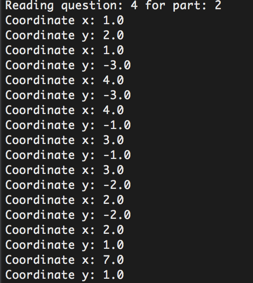 Reading question: 4 for part: 2
Coordinate x: 1.0
Coordinate y: 2.0
Coordinate x: 1.0
Coordinate y: -3.0
Coordinate x: 4.0
Coordinate y: -3.0
Coordinate x: 4.0
Coordinate y: -1.0
Coordinate x: 3.0
Coordinate y: -1.0
Coordinate x: 3.0
Coordinate y: -2.0
Coordinate x: 2.0
Coordinate y: -2.0
Coordinate x: 2.0
Coordinate y: 1.0
Coordinate x: 7.0
Coordinate y: 1.0